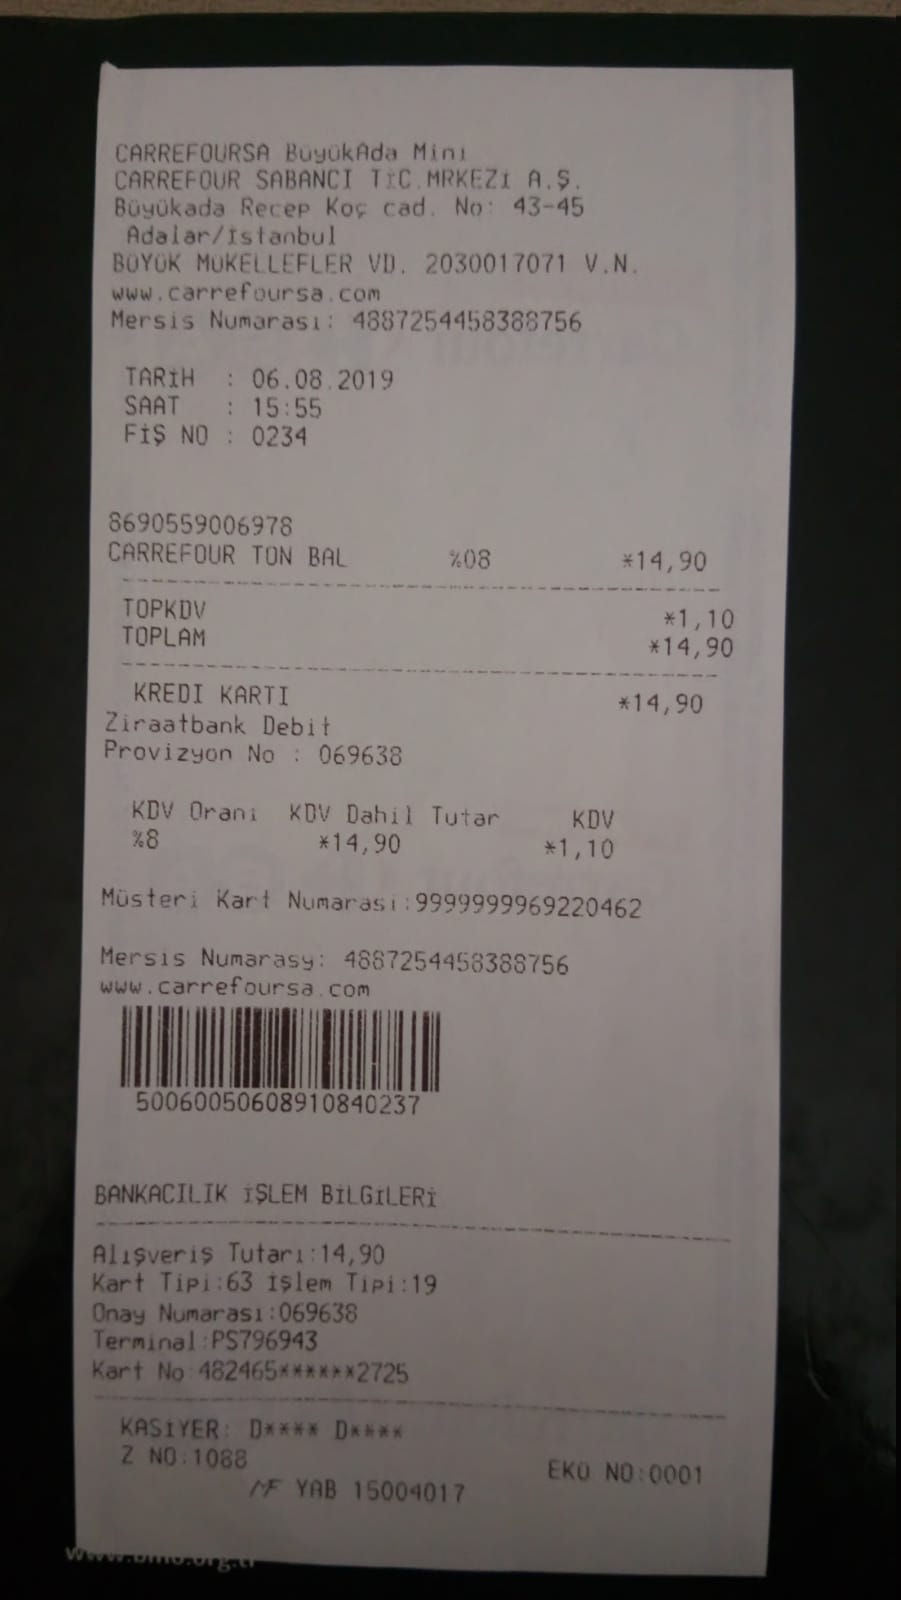 CARREFOURSA BüyükAda Mini
CARREFOUR SABANCI TİC.MRKEZİ A.Ş.
Büyükada Recep Koç cad. No: 43-45
Adalar/İstanbul
BÜYÜK MÜKELLEFLER VD. 2030017071 V.N.
www.carrefoursa.com
Mersis Numarası: 4887254458388756
TARİH : 06.08.2019
SAAT : 15:55
FİŞ NO : 0234
8690559006978
CARREFOUR TON BAL %08 *14,90
TOPKDV *1,10
TOPLAM *14,90
KREDI KARTI *14,90
Ziraatbank Debit
Provizyon No : 069638
KDV Oranı KDV Dahil Tutar KDV
%8 *14,90 *1,10
Müsteri Kart Numarası:9999999969220462
Mersis Numarasy: 4887254458388756
www.carrefoursa.com
50060050608910840237
BANKACILIK İŞLEM BİLGİLERİ
Alışveriş Tutarı:14,90
Kart Tipi:63 İşlem Tipi:19
Onay Numarası:069638
Terminal:PS796943
Kart No:482465******2725
KASİYER: D**** D****
Z NO:1088 EKÜ NO:0001
MF YAB 15004017